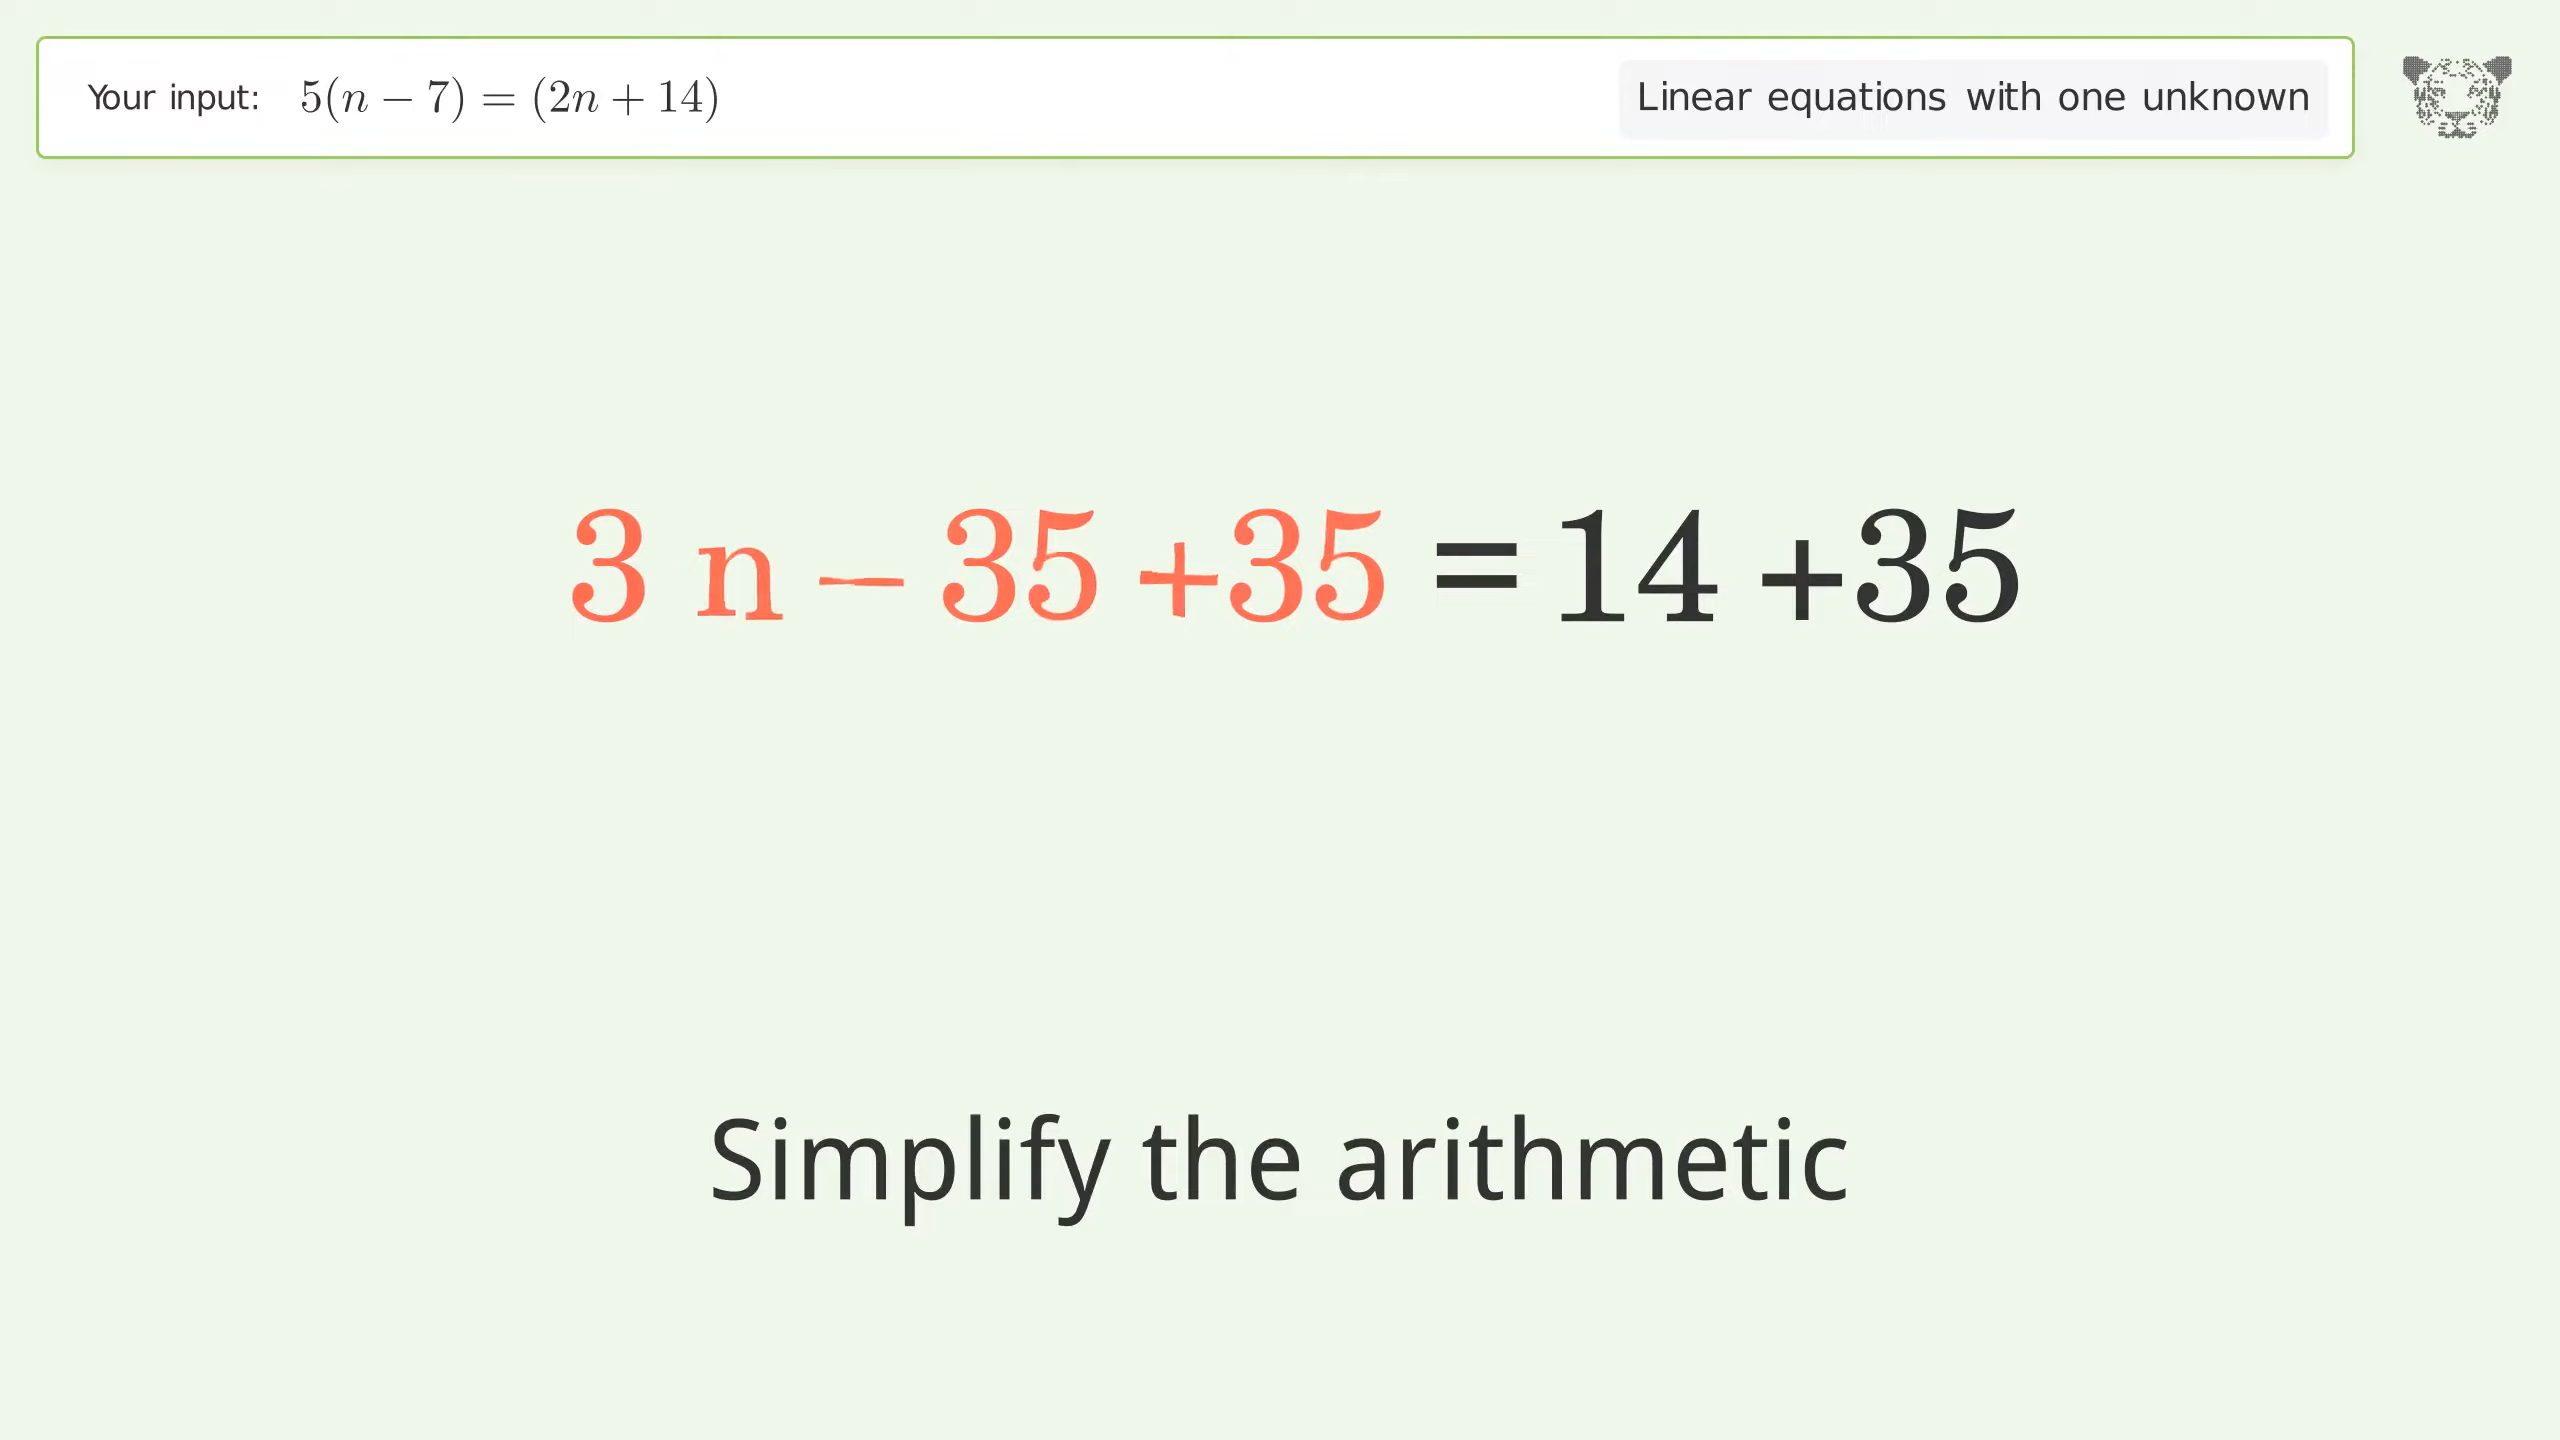 Your input: 5(n − 7) = (2n + 14)
Linear equations with one unknown
3 n − 35 +35 = 14 +35
Simplify the arithmetic